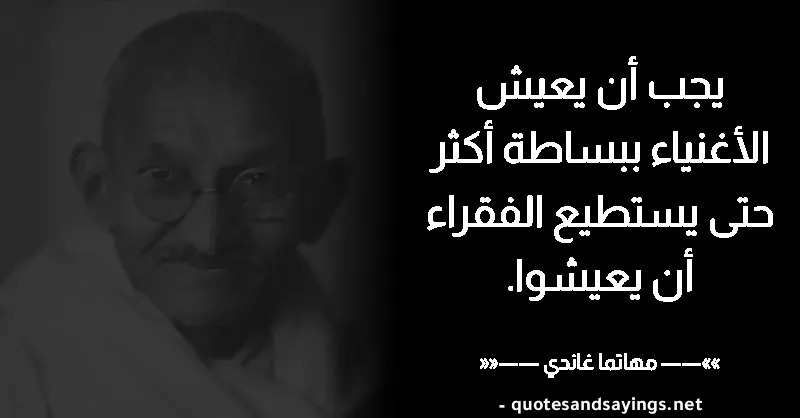 يجب أن يعيش
الأغنياء ببساطة أكثر
حتى يستطيع الفقراء
أن يعيشوا.
»»—— مهاتما غاندي ——««
- quotesandsayings.net